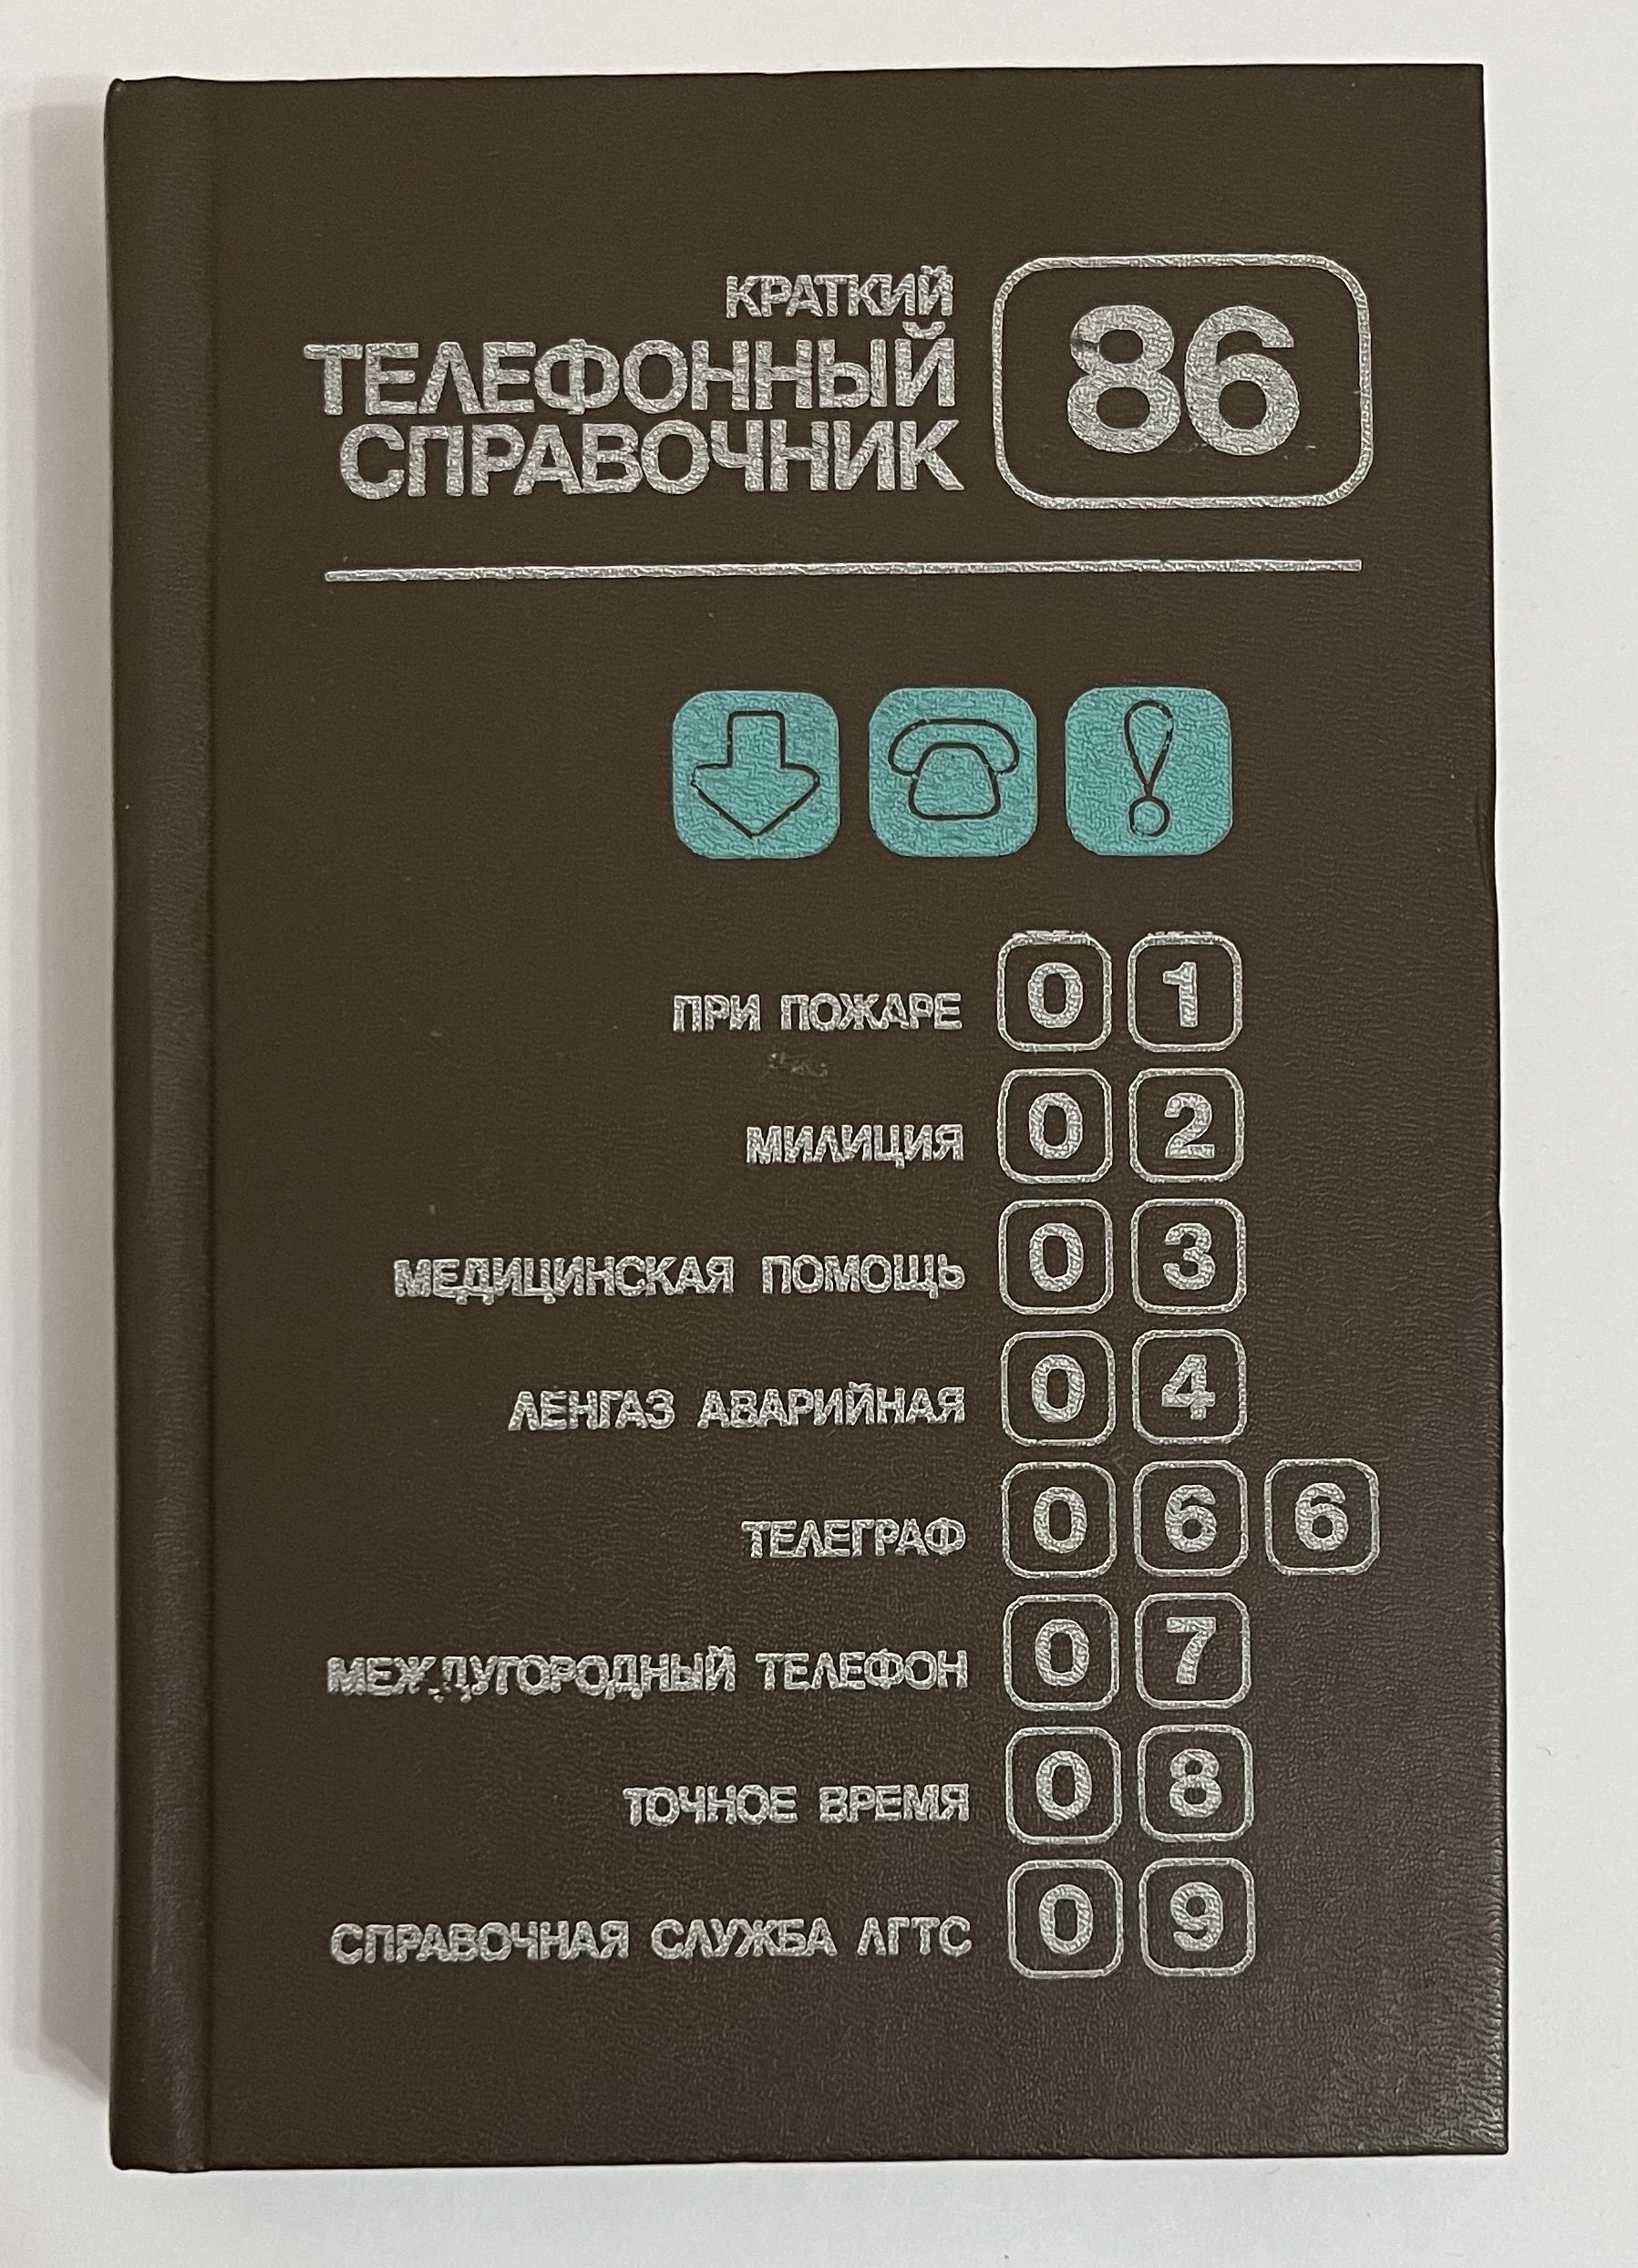 КРАТКИЙ
ТЕЛЕФОННЫЙ
СПРАВОЧНИК
86
ПРИ ПОЖАРЕ 01
МИЛИЦИЯ 02
МЕДИЦИНСКАЯ ПОМОЩЬ 03
ЛЕНГАЗ АВАРИЙНАЯ 04
ТЕЛЕГРАФ 066
МЕЖДУГОРОДНЫЙ ТЕЛЕФОН 07
ТОЧНОЕ ВРЕМЯ 08
СПРАВОЧНАЯ СЛУЖБА ЛГТС 09